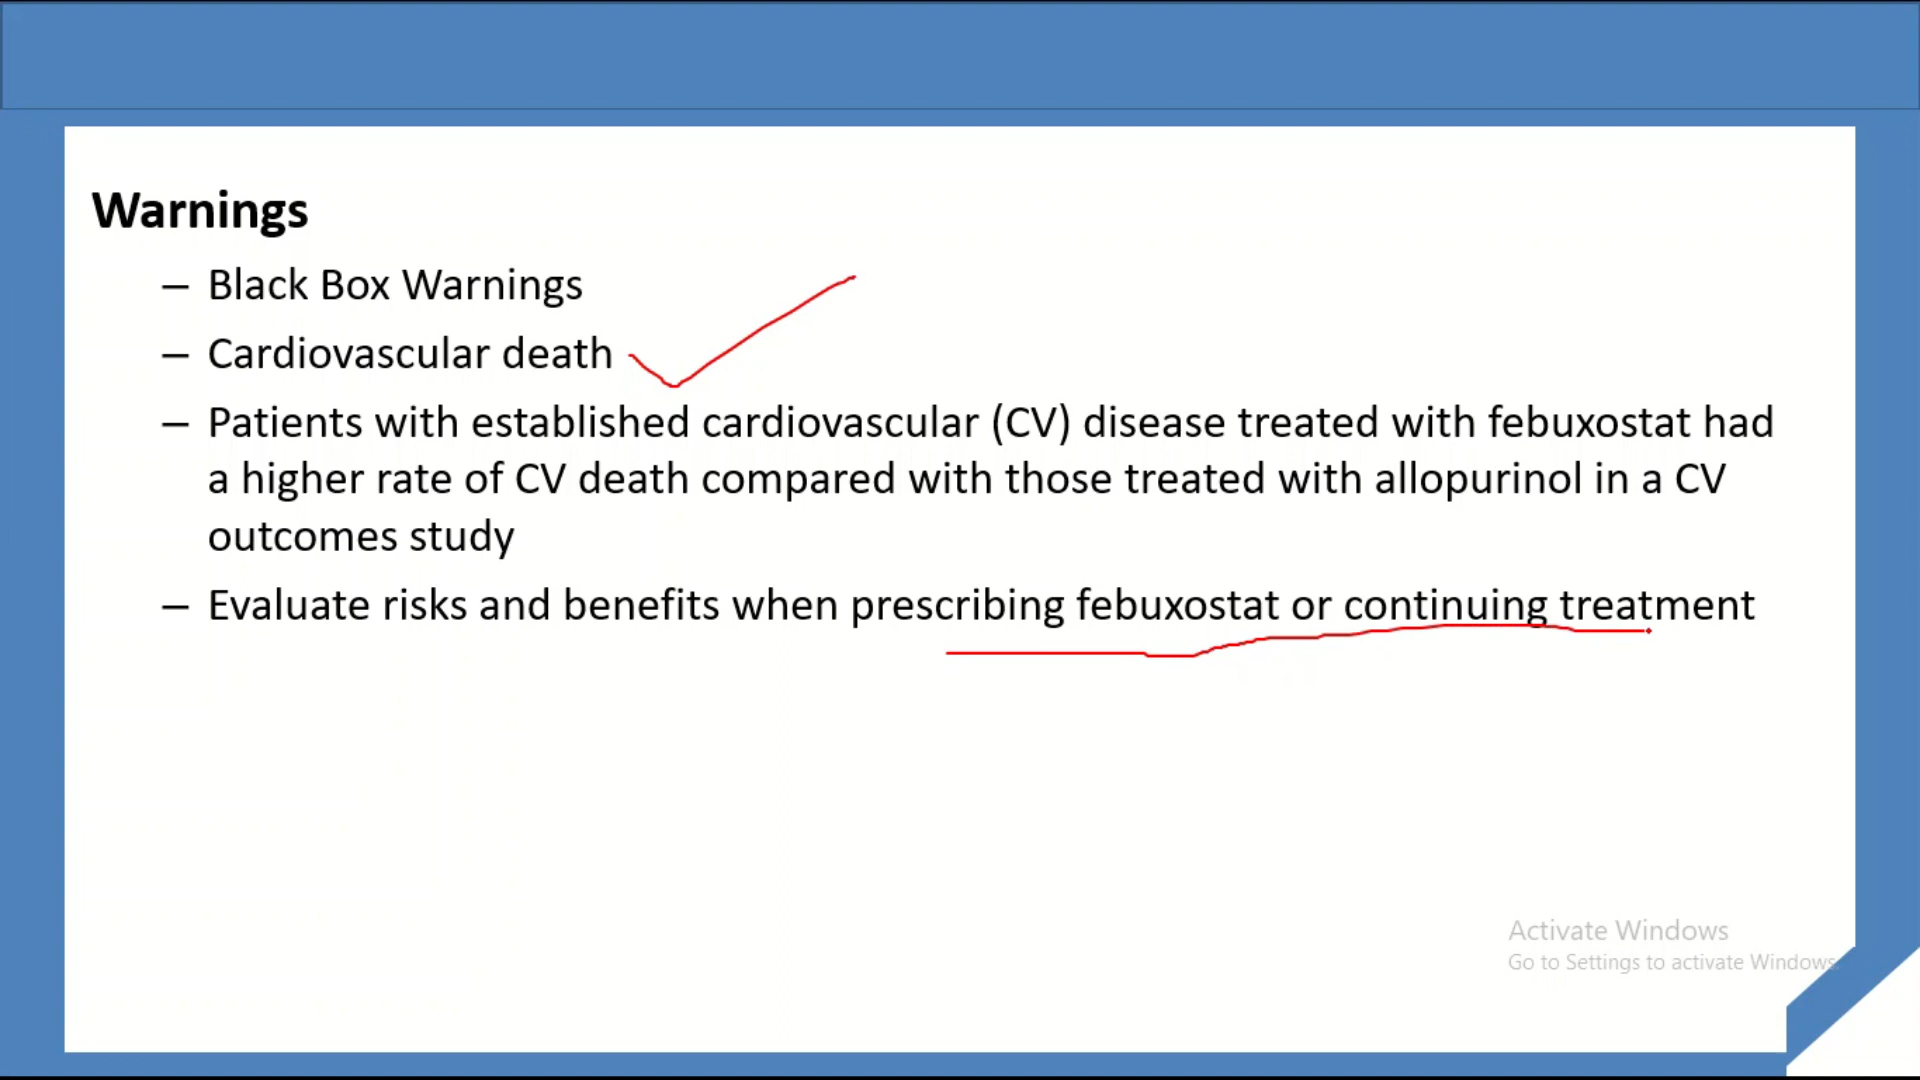 Warnings
– Black Box Warnings
– Cardiovascular death
– Patients with established cardiovascular (CV) disease treated with febuxostat had
a higher rate of CV death compared with those treated with allopurinol in a CV
outcomes study
– Evaluate risks and benefits when prescribing febuxostat or continuing treatment
Activate Windows
Go to Settings to activate Windows.